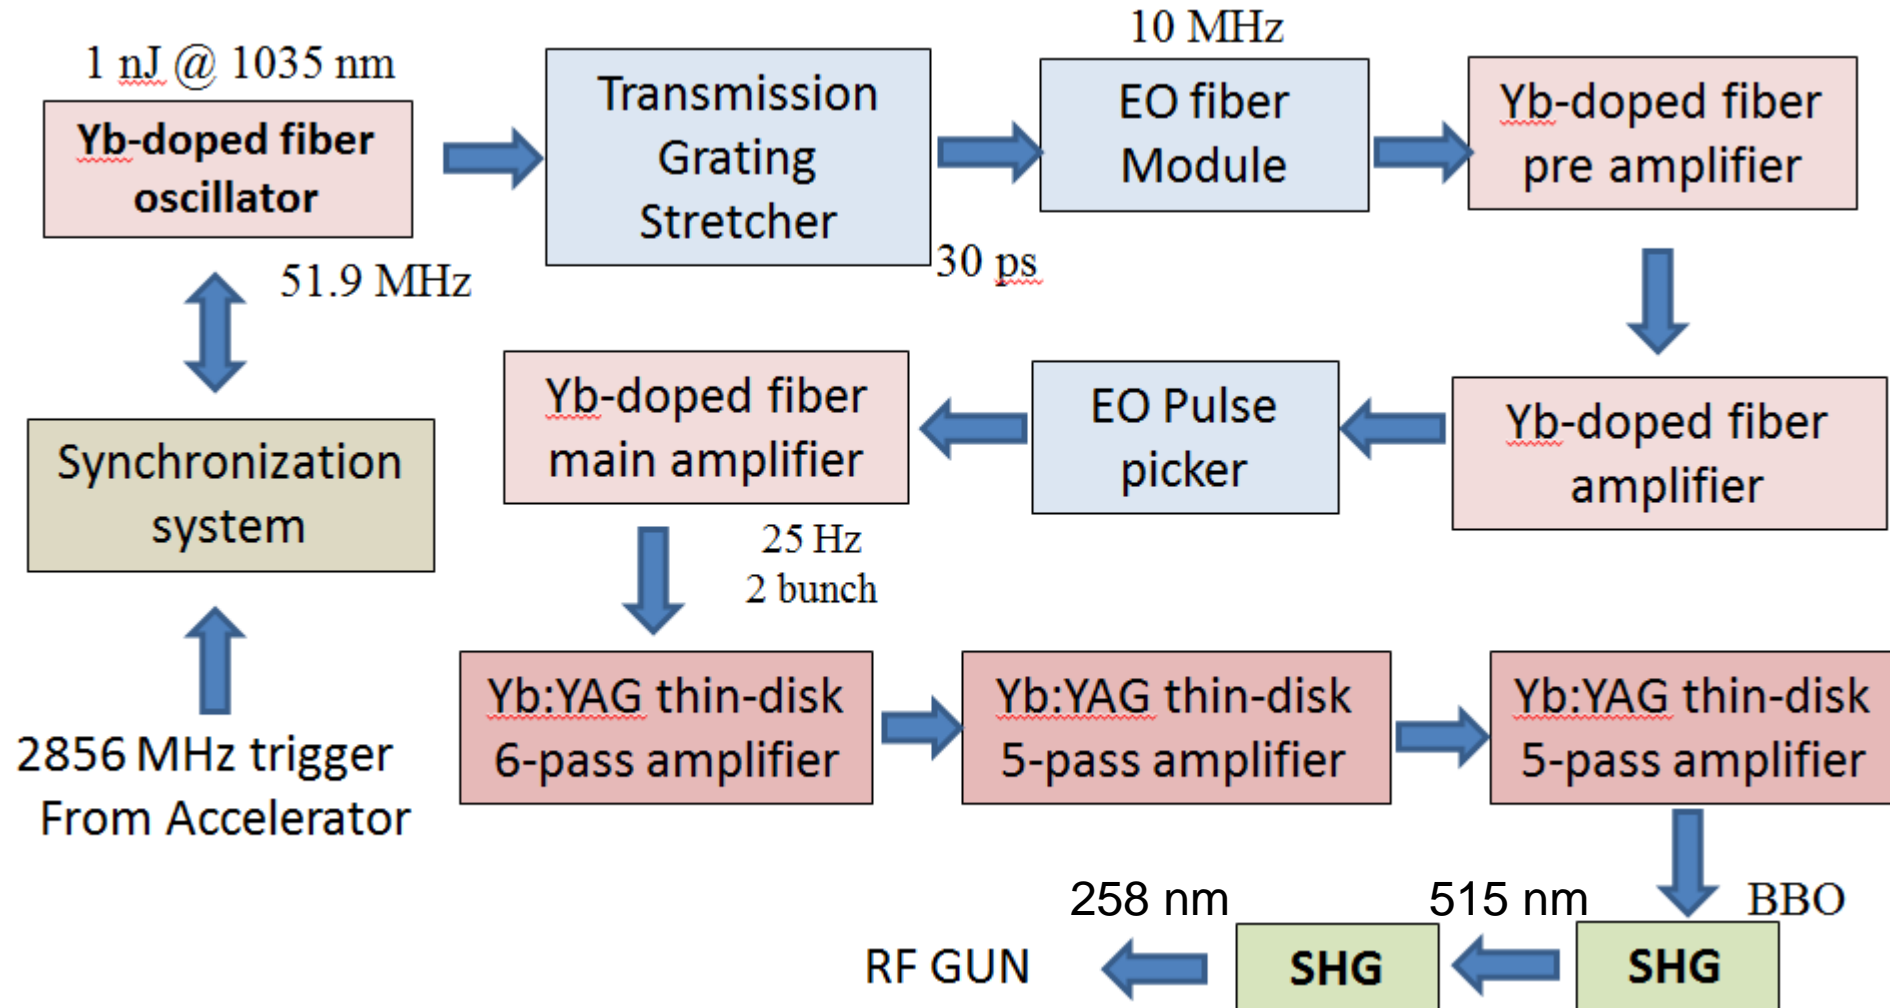 1 nJ @ 1035 nm
Yb-doped fiber
oscillator
51.9 MHz
Transmission
Grating
Stretcher
30 ps
10 MHz
EO fiber
Module
Yb-doped fiber
pre amplifier
Yb-doped fiber
amplifier
EO Pulse
picker
Yb-doped fiber
main amplifier
25 Hz
2 bunch
Synchronization
system
2856 MHz trigger
From Accelerator
Yb:YAG thin-disk
6-pass amplifier
Yb:YAG thin-disk
5-pass amplifier
Yb:YAG thin-disk
5-pass amplifier
BBO
SHG
515 nm
SHG
258 nm
RF GUN